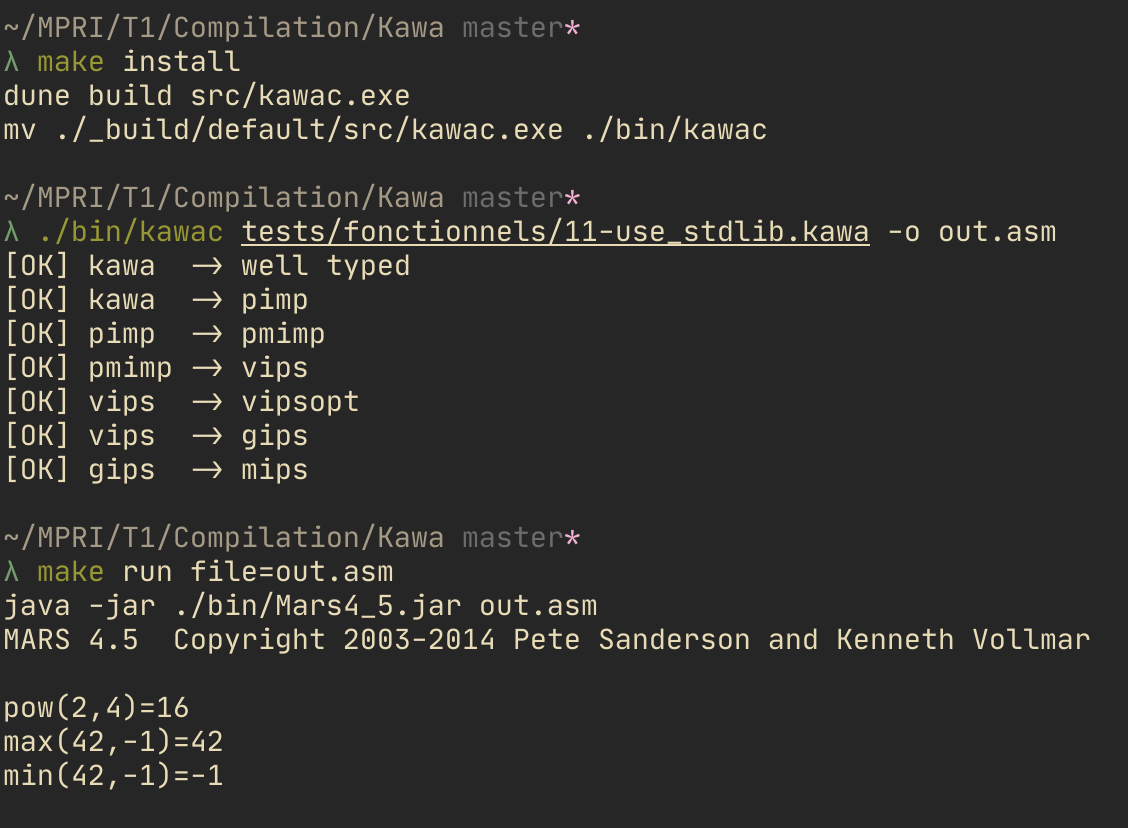 ~/MPRI/T1/Compilation/Kawa master*
λ make install
dune build src/kawac.exe
mv ./_build/default/src/kawac.exe ./bin/kawac
~/MPRI/T1/Compilation/Kawa master*
λ ./bin/kawac tests/fonctionnels/11-use_stdlib.kawa -o out.asm
[OK] kawa  -> well typed
[OK] kawa  -> pimp
[OK] pimp  -> pmimp
[OK] pmimp -> vips
[OK] vips  -> vipsopt
[OK] vips  -> gips
[OK] gips  -> mips
~/MPRI/T1/Compilation/Kawa master*
λ make run file=out.asm
java -jar ./bin/Mars4_5.jar out.asm
MARS 4.5  Copyright 2003-2014 Pete Sanderson and Kenneth Vollmar
pow(2,4)=16
max(42,-1)=42
min(42,-1)=-1